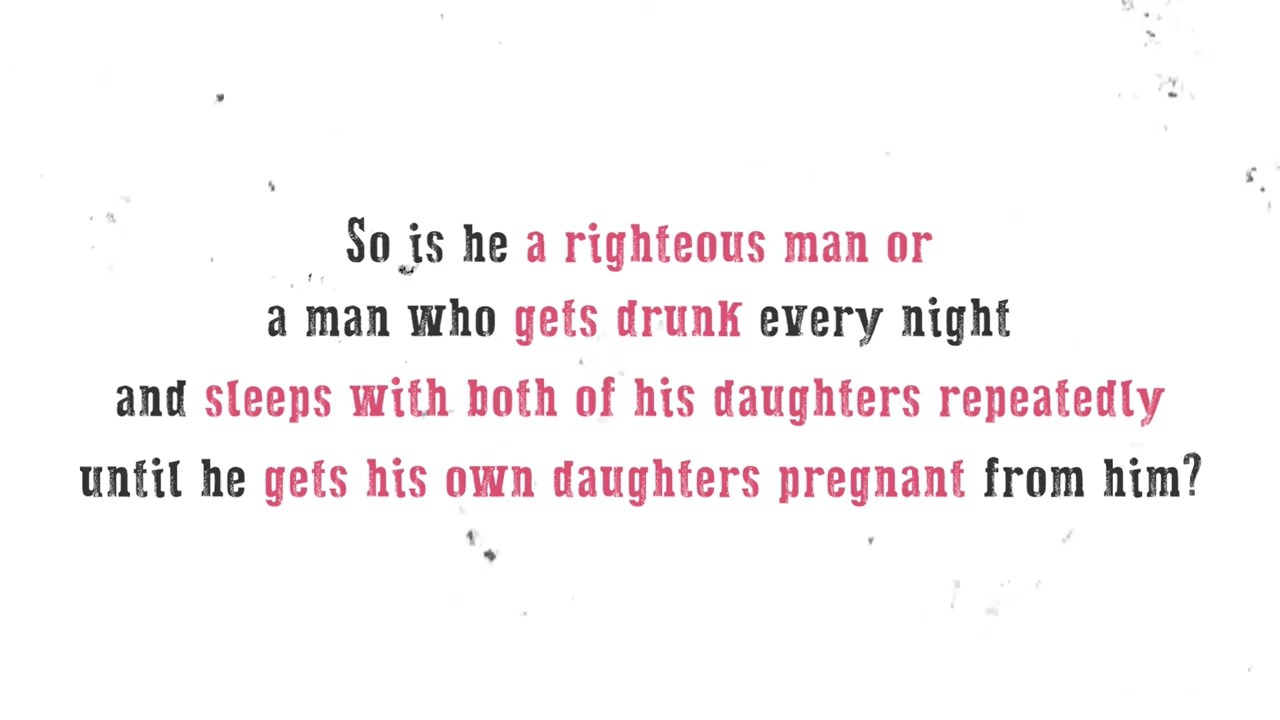 So is he a righteous man or
a man who gets drunk every night
and sleeps with both of his daughters repeatedly
until he gets his own daughters pregnant from him?